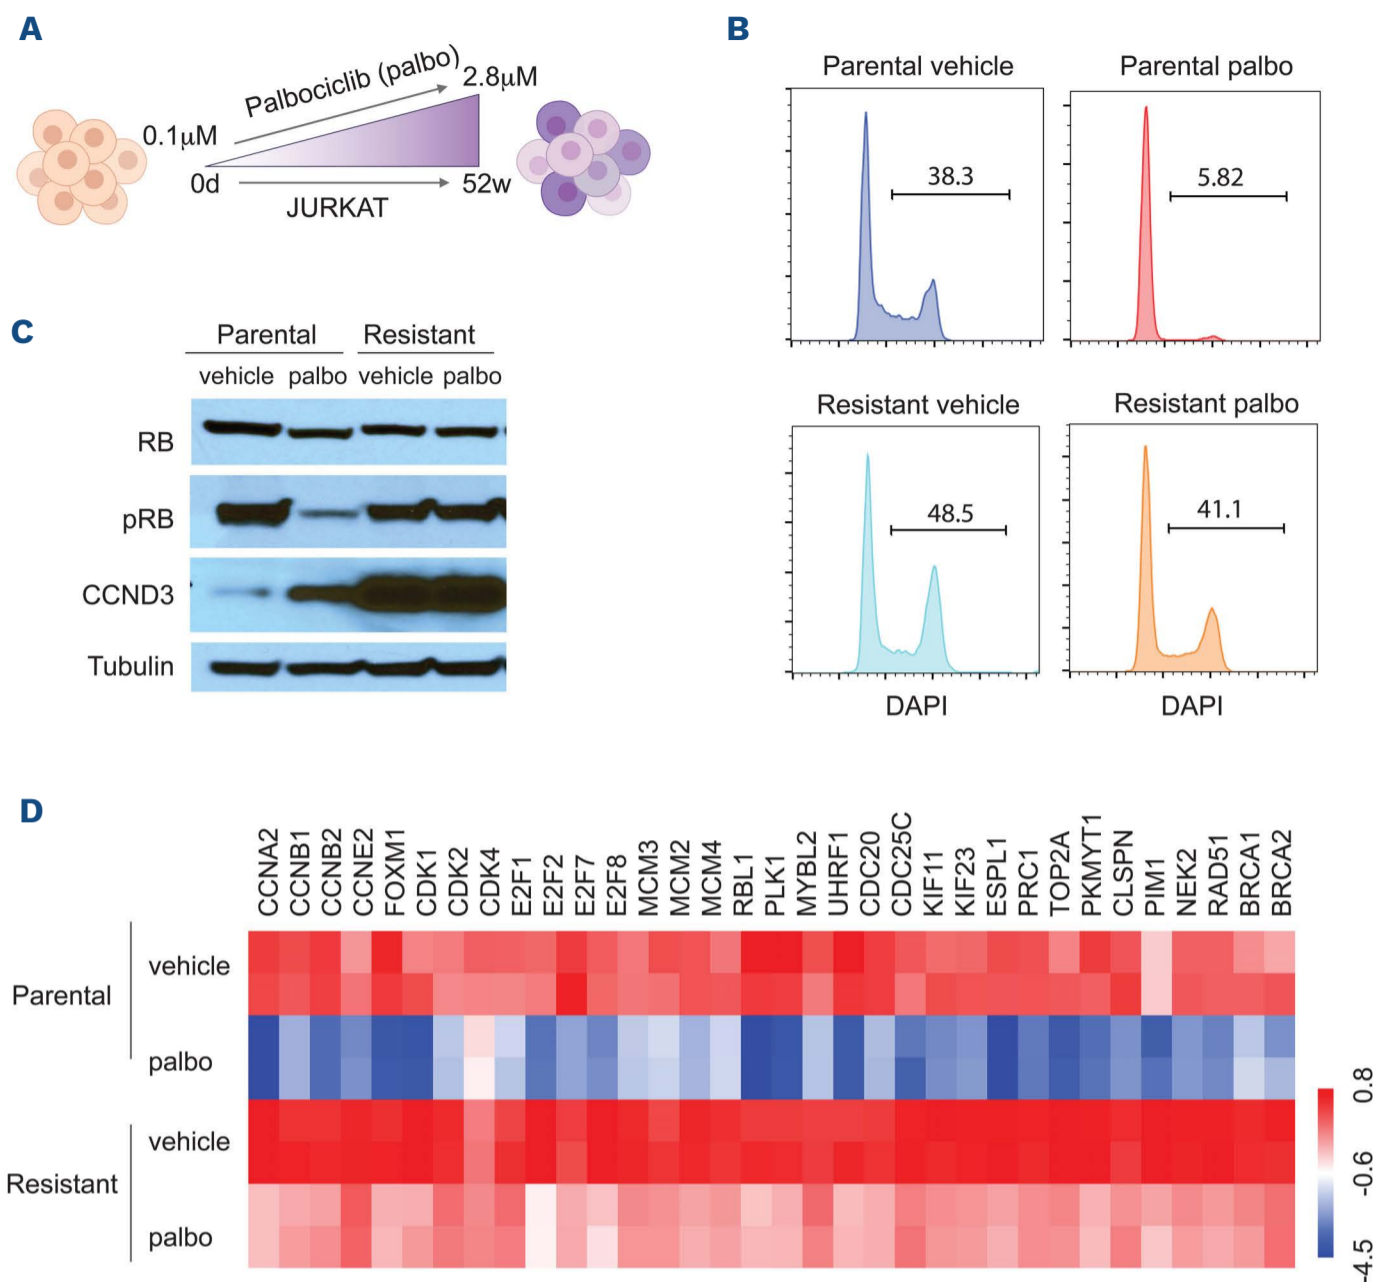 A
Palbociclib (palbo)
0.1µM
2.8µM
0d
52w
JURKAT
B
Parental vehicle
Parental palbo
38.3
5.82
Resistant vehicle
Resistant palbo
48.5
41.1
DAPI
DAPI
C
Parental
Resistant
vehicle palbo vehicle palbo
RB
pRB
CCND3
Tubulin
D
CCNA2
CCNB1
CCNB2
CCNE2
FOXM1
CDK1
CDK2
CDK4
E2F1
E2F2
E2F7
E2F8
MCM3
MCM2
MCM4
RBL1
PLK1
MYBL2
UHRF1
CDC20
CDC25C
KIF11
KIF23
ESPL1
PRC1
TOP2A
PKMYT1
CLSPN
PIM1
NEK2
RAD51
BRCA1
BRCA2
Parental
vehicle
palbo
Resistant
vehicle
palbo
0.8
-0.6
-4.5